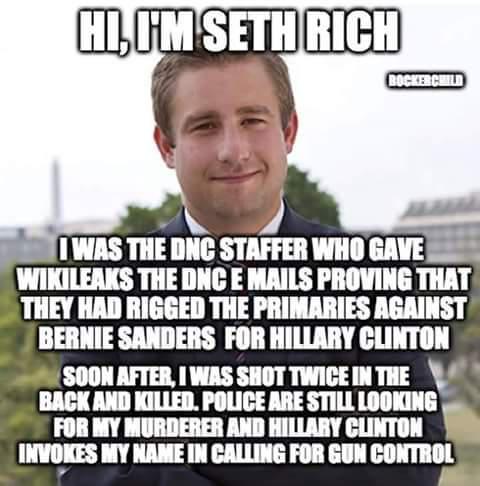 HI, I'M SETH RICH
ROCKERCHILD
I WAS THE DNC STAFFER WHO GAVE
WIKILEAKS THE DNC E MAILS PROVING THAT
THEY HAD RIGGED THE PRIMARIES AGAINST
BERNIE SANDERS FOR HILLARY CLINTON
SOON AFTER, I WAS SHOT TWICE IN THE
BACK AND KILLED. POLICE ARE STILL LOOKING
FOR MY MURDERER AND HILLARY CLINTON
INVOKES MY NAME IN CALLING FOR GUN CONTROL